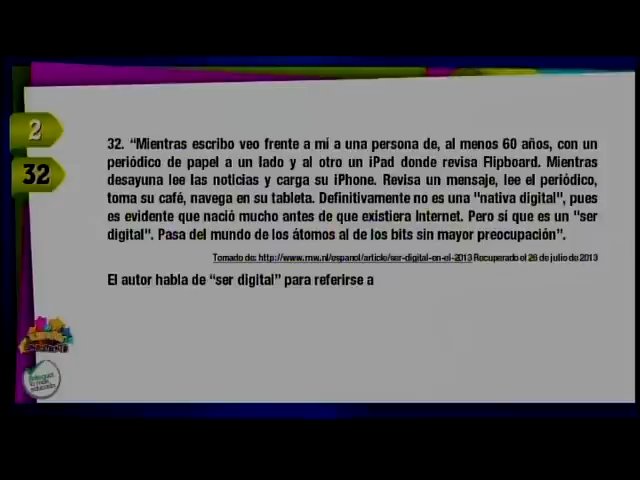 2
32
32. “Mientras escribo veo frente a mí a una persona de, al menos 60 años, con un
periódico de papel a un lado y al otro un iPad donde revisa Flipboard. Mientras
desayuna lee las noticias y carga su iPhone. Revisa un mensaje, lee el periódico,
toma su café, navega en su tableta. Definitivamente no es una "nativa digital", pues
es evidente que nació mucho antes de que existiera Internet. Pero sí que es un "ser
digital". Pasa del mundo de los átomos al de los bits sin mayor preocupación”.
Tomado de: http://www.rnw.nl/espanol/article/ser-digital-en-el-2013 Recuperado el 26 de julio de 2013
El autor habla de “ser digital” para referirse a